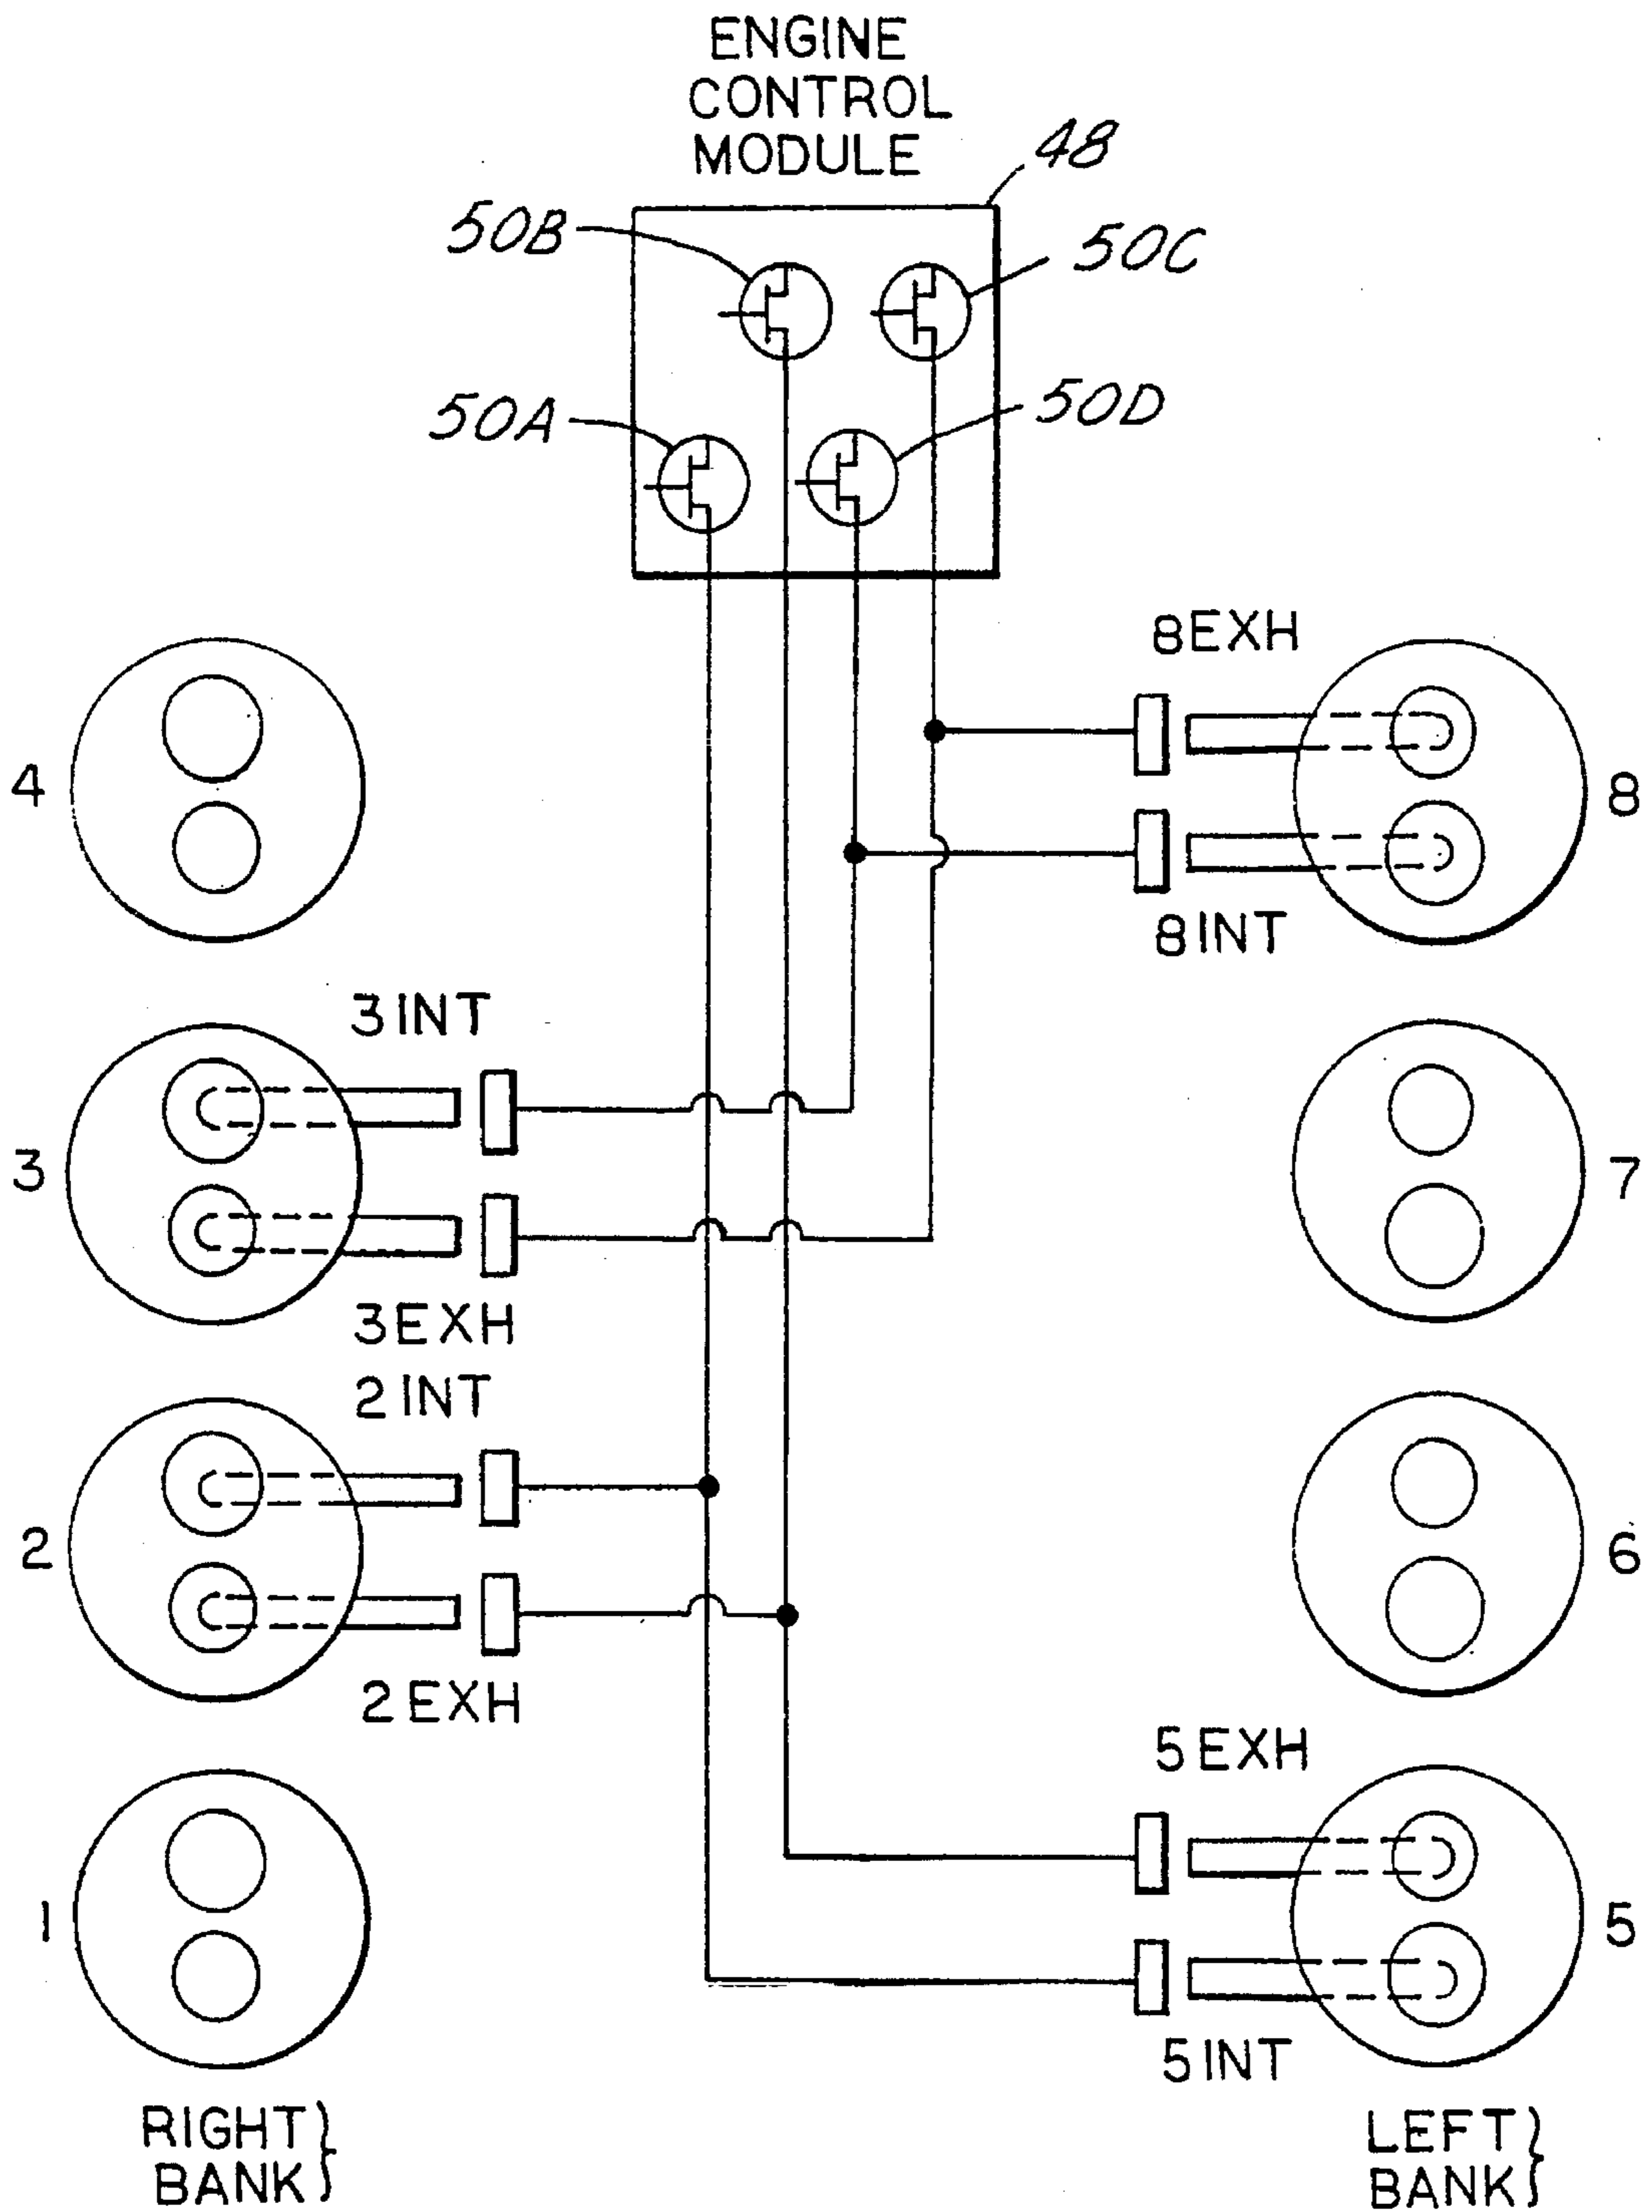 ENGINE
CONTROL
MODULE
48
50B
50C
50A
50D
8EXH
4
8
8INT
3INT
3
7
3EXH
2INT
2
6
2EXH
5EXH
1
5
5INT
RIGHT
BANK
LEFT
BANK